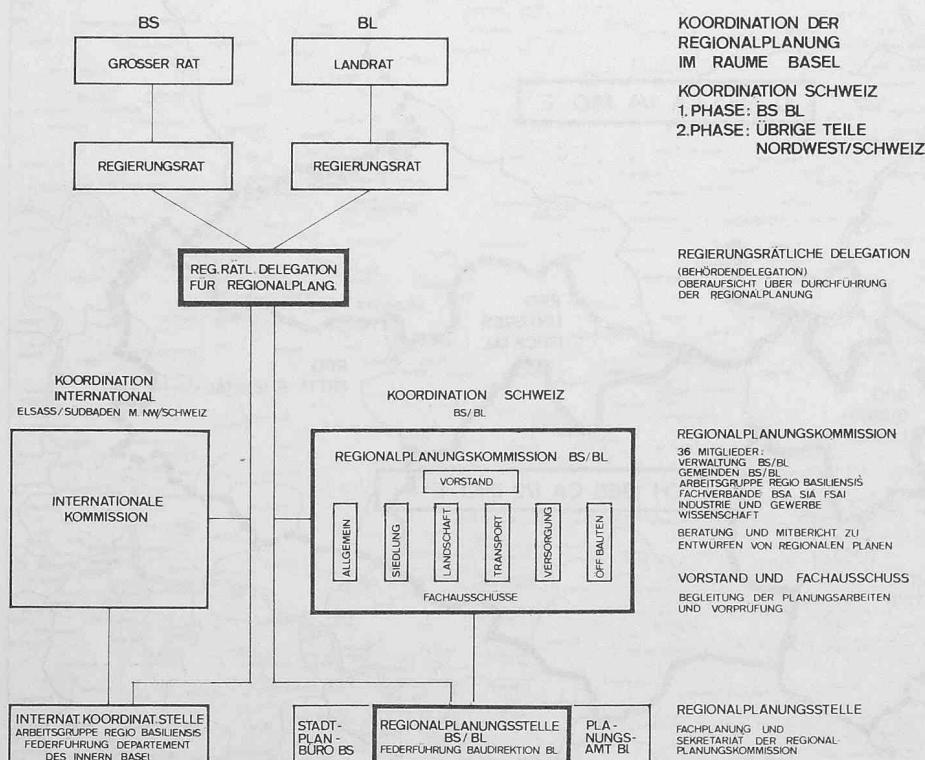 BS
BL
GROSSER RAT
LANDRAT
REGIERUNGSRAT
REGIERUNGSRAT
REG.RÄTL. DELEGATION
FÜR REGIONALPLANG.
KOORDINATION
INTERNATIONAL
ELSASS/SÜDBADEN M. NW/SCHWEIZ
INTERNATIONALE
KOMMISSION
KOORDINATION SCHWEIZ
BS/BL
REGIONALPLANUNGSKOMMISSION BS/BL
VORSTAND
ALLGEMEIN
SIEDLUNG
LANDSCHAFT
TRANSPORT
VERSORGUNG
ÖFF BAUTEN
FACHAUSSCHÜSSE
INTERNAT. KOORDINAT. STELLE
ARBEITSGRUPPE REGIO BASILIENSIS
FEDERFÜHRUNG DEPARTEMENT
DES INNERN BASEL
STADT-
PLAN-
BÜRO BS
REGIONALPLANUNGSSTELLE
BS/BL
FEDERFÜHRUNG BAUDIREKTION BL
PLA-
NUNGS-
AMT BL
KOORDINATION DER
REGIONALPLANUNG
IM RAUME BASEL
KOORDINATION SCHWEIZ
1. PHASE: BS BL
2. PHASE: ÜBRIGE TEILE
NORDWEST/SCHWEIZ
REGIERUNGSRÄTLICHE DELEGATION
(BEHÖRDENDELEGATION)
OBERAUFSICHT ÜBER DURCHFÜHRUNG
DER REGIONALPLANUNG
REGIONALPLANUNGSKOMMISSION
36 MITGLIEDER:
VERWALTUNG BS/BL
GEMEINDEN BS/BL
ARBEITSGRUPPE REGIO BASILIENSIS
FACHVERBÄNDE BSA SIA FSAI
INDUSTRIE UND GEWERBE
WISSENSCHAFT
BERATUNG UND MITBERICHT ZU
ENTWÜRFEN VON REGIONALEN PLÄNEN
VORSTAND UND FACHAUSSCHUSS
BEGLEITUNG DER PLANUNGSARBEITEN
UND VORPRÜFUNG
REGIONALPLANUNGSSTELLE
FACHPLANUNG UND
SEKRETARIAT DER REGIONAL-
PLANUNGSKOMMISSION